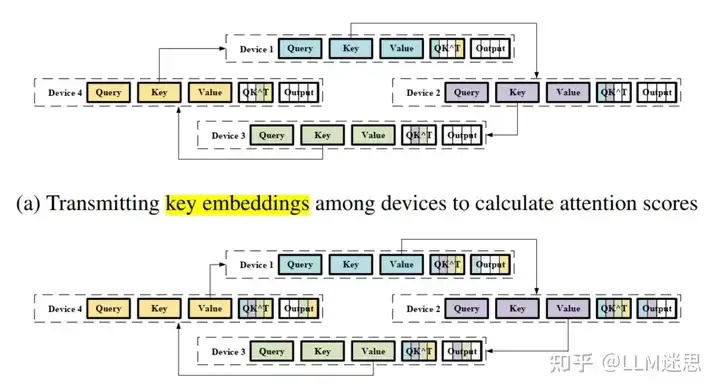 Device 1 Query Key Value QK^T Output
Device 4 Query Key Value QK^T Output
Device 2 Query Key Value QK^T Output
Device 3 Query Key Value QK^T Output
(a) Transmitting key embeddings among devices to calculate attention scores
Device 1 Query Key Value QK^T Output
Device 4 Query Key Value QK^T Output
Device 2 Query Key Value QK^T Output
Device 3 Query Key Value QK^T Output
知乎 @LLM迷思